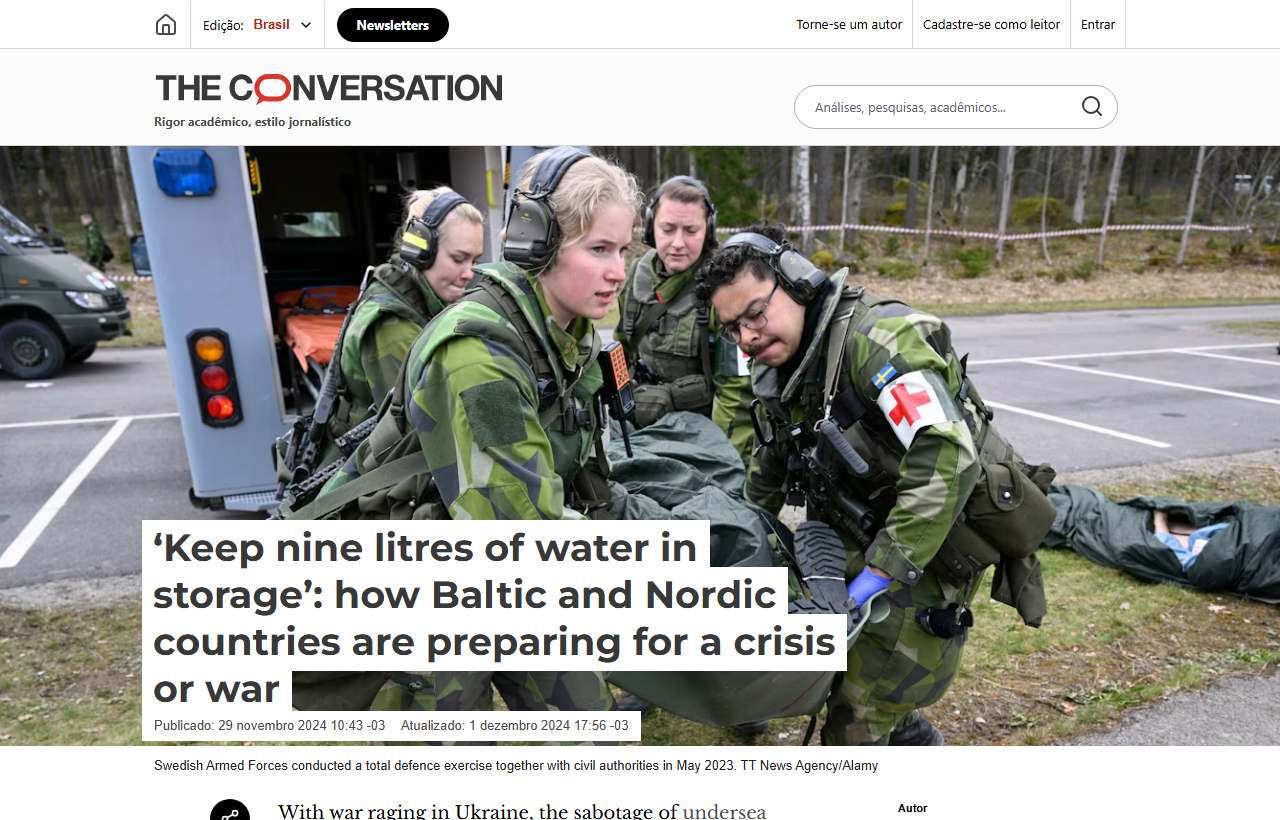 Edição: Brasil
Newsletters
Torne-se um autor
Cadastre-se como leitor
Entrar
THE CONVERSATION
Rigor acadêmico, estilo jornalístico
Análises, pesquisas, acadêmicos...
‘Keep nine litres of water in
storage’: how Baltic and Nordic
countries are preparing for a crisis
or war
Publicado: 29 novembro 2024 10:43 -03 Atualizado: 1 dezembro 2024 17:56 -03
Swedish Armed Forces conducted a total defence exercise together with civil authorities in May 2023. TT News Agency/Alamy
With war raging in Ukraine, the sabotage of undersea
Autor